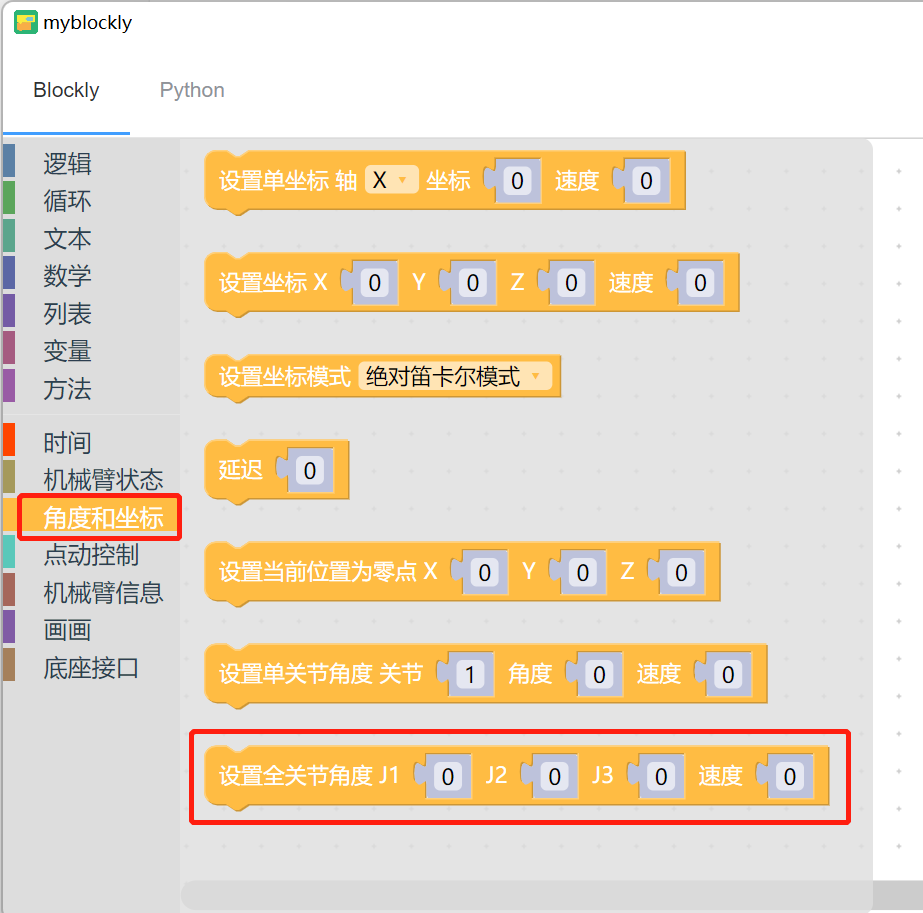 myblockly
Blockly Python
逻辑
循环
文本
数学
列表
变量
方法
时间
机械臂状态
角度和坐标
点动控制
机械臂信息
画画
底座接口
设置单坐标 轴 X 坐标 0 速度 0
设置坐标 X 0 Y 0 Z 0 速度 0
设置坐标模式 绝对笛卡尔模式
延迟 0
设置当前位置为零点 X 0 Y 0 Z 0
设置单关节角度 关节 1 角度 0 速度 0
设置全关节角度 J1 0 J2 0 J3 0 速度 0